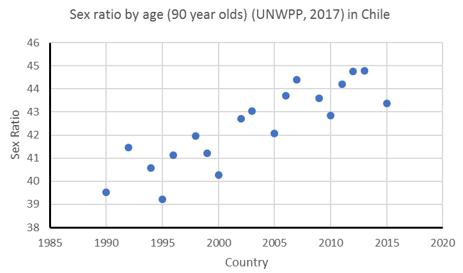 Sex ratio by age (90 year olds) (UNWPP, 2017) in Chile
46
45
44
43
42
41
40
39
38
Sex Ratio
1985 1990 1995 2000 2005 2010 2015 2020
Country